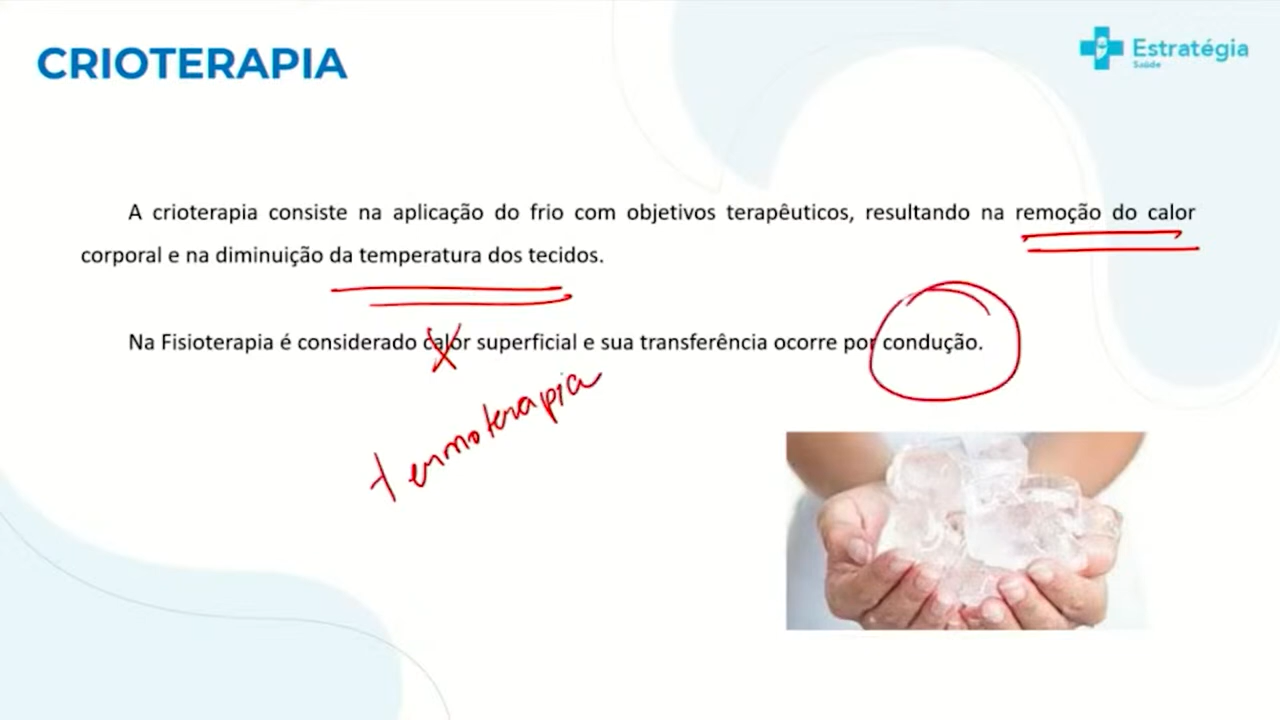 CRIOTERAPIA
Estratégia
Saúde
A crioterapia consiste na aplicação do frio com objetivos terapêuticos, resultando na remoção do calor
corporal e na diminuição da temperatura dos tecidos.
Na Fisioterapia é considerado calor superficial e sua transferência ocorre por condução.
termoterapia